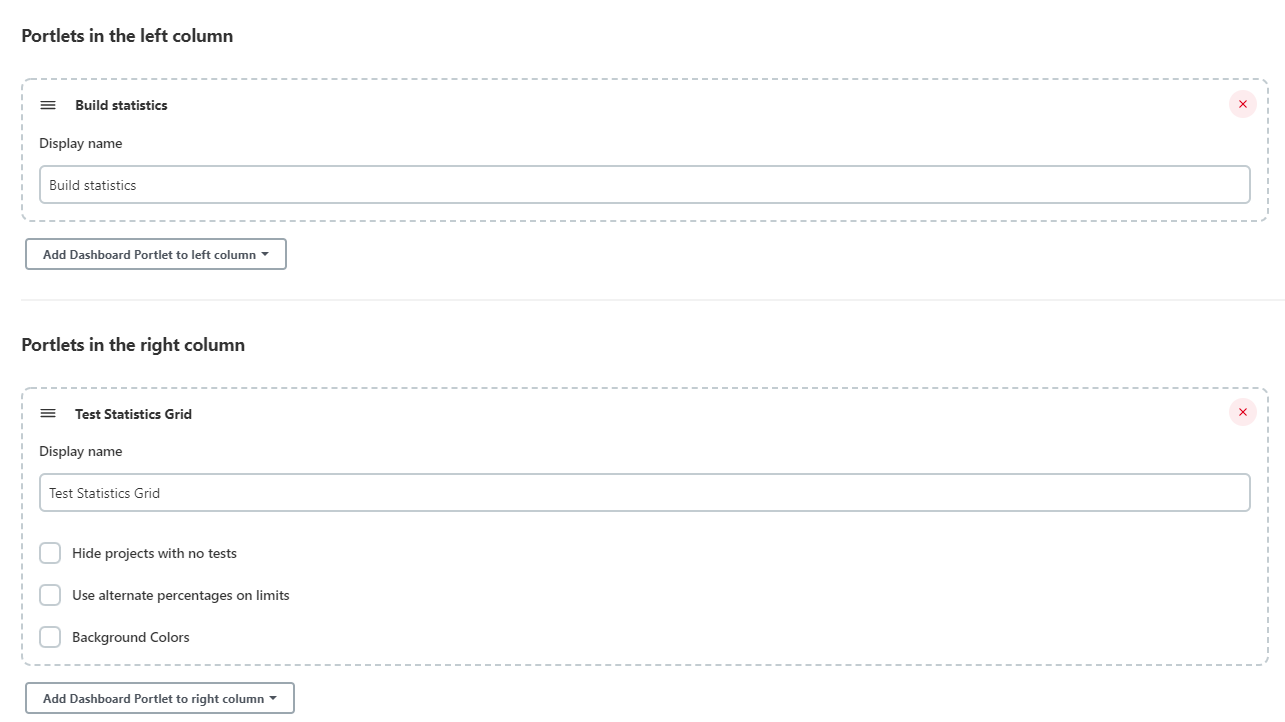 Portlets in the left column
Build statistics
Display name
Build statistics
Add Dashboard Portlet to left column
Portlets in the right column
Test Statistics Grid
Display name
Test Statistics Grid
Hide projects with no tests
Use alternate percentages on limits
Background Colors
Add Dashboard Portlet to right column